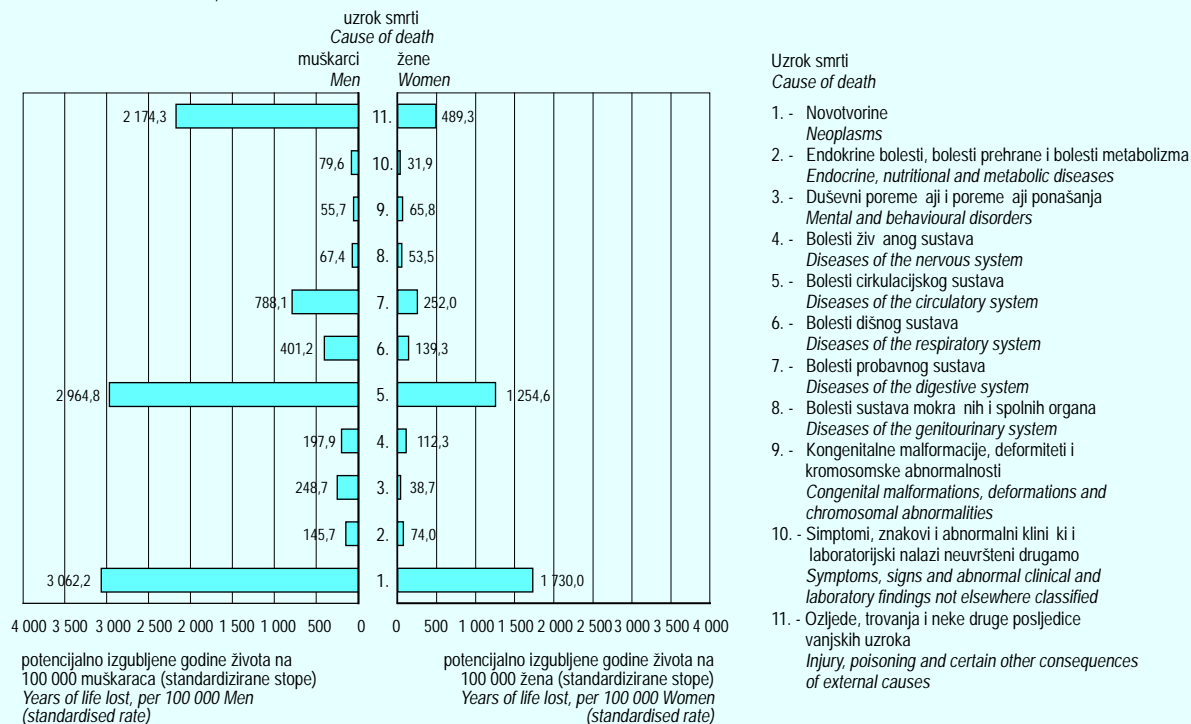 uzrok smrti
Cause of death
muškarci žene
Men Women
2 174,3 11. 489,3
79,6 10. 31,9
55,7 9. 65,8
67,4 8. 53,5
788,1 7. 252,0
401,2 6. 139,3
2 964,8 5. 1 254,6
197,9 4. 112,3
248,7 3. 38,7
145,7 2. 74,0
3 062,2 1. 1 730,0
4 000 3 500 3 000 2 500 2 000 1 500 1 000 500 0 0 500 1 000 1 500 2 000 2 500 3 000 3 500 4 000
potencijalno izgubljene godine života na
100 000 muškaraca (standardizirane stope)
Years of life lost, per 100 000 Men
(standardised rate)
potencijalno izgubljene godine života na
100 000 žena (standardizirane stope)
Years of life lost, per 100 000 Women
(standardised rate)
Uzrok smrti
Cause of death
1. - Novotvorine
Neoplasms
2. - Endokrine bolesti, bolesti prehrane i bolesti metabolizma
Endocrine, nutritional and metabolic diseases
3. - Duševni poreme aji i poreme aji ponašanja
Mental and behavioural disorders
4. - Bolesti živ anog sustava
Diseases of the nervous system
5. - Bolesti cirkulacijskog sustava
Diseases of the circulatory system
6. - Bolesti dišnog sustava
Diseases of the respiratory system
7. - Bolesti probavnog sustava
Diseases of the digestive system
8. - Bolesti sustava mokra nih i spolnih organa
Diseases of the genitourinary system
9. - Kongenitalne malformacije, deformiteti i
kromosomske abnormalnosti
Congenital malformations, deformations and
chromosomal abnormalities
10. - Simptomi, znakovi i abnormalni klini ki i
laboratorijski nalazi neuvršteni drugamo
Symptoms, signs and abnormal clinical and
laboratory findings not elsewhere classified
11. - Ozljede, trovanja i neke druge posljedice
vanjskih uzroka
Injury, poisoning and certain other consequences
of external causes